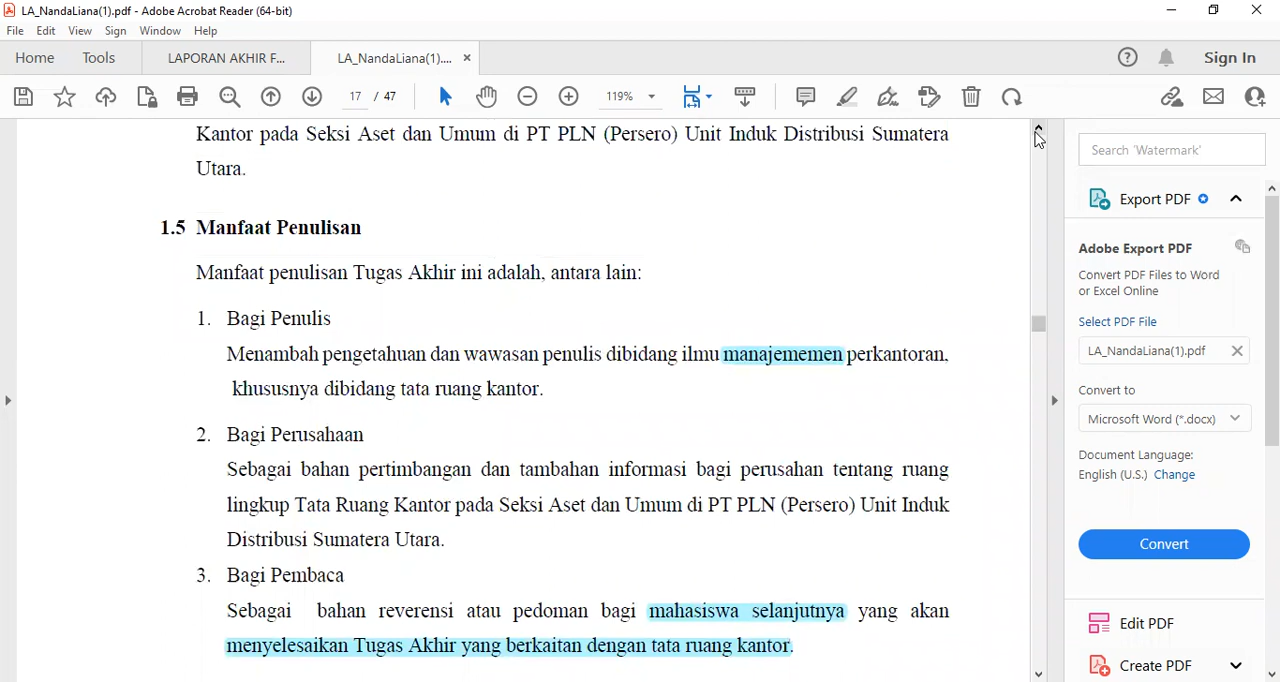 LA_NandaLiana(1).pdf - Adobe Acrobat Reader (64-bit)
File Edit View Sign Window Help
Home Tools LAPORAN AKHIR F... LA_NandaLiana(1).... × Sign In
17 / 47 119%
Kantor pada Seksi Aset dan Umum di PT PLN (Persero) Unit Induk Distribusi Sumatera
Utara.
1.5 Manfaat Penulisan
Manfaat penulisan Tugas Akhir ini adalah, antara lain:
1. Bagi Penulis
Menambah pengetahuan dan wawasan penulis dibidang ilmu manajememen perkantoran,
khususnya dibidang tata ruang kantor.
2. Bagi Perusahaan
Sebagai bahan pertimbangan dan tambahan informasi bagi perusahan tentang ruang
lingkup Tata Ruang Kantor pada Seksi Aset dan Umum di PT PLN (Persero) Unit Induk
Distribusi Sumatera Utara.
3. Bagi Pembaca
Sebagai bahan reverensi atau pedoman bagi mahasiswa selanjutnya yang akan
menyelesaikan Tugas Akhir yang berkaitan dengan tata ruang kantor.
Search 'Watermark'
Export PDF
Adobe Export PDF
Convert PDF Files to Word
or Excel Online
Select PDF File
LA_NandaLiana(1).pdf
Convert to
Microsoft Word (*.docx)
Document Language:
English (U.S.) Change
Convert
Edit PDF
Create PDF